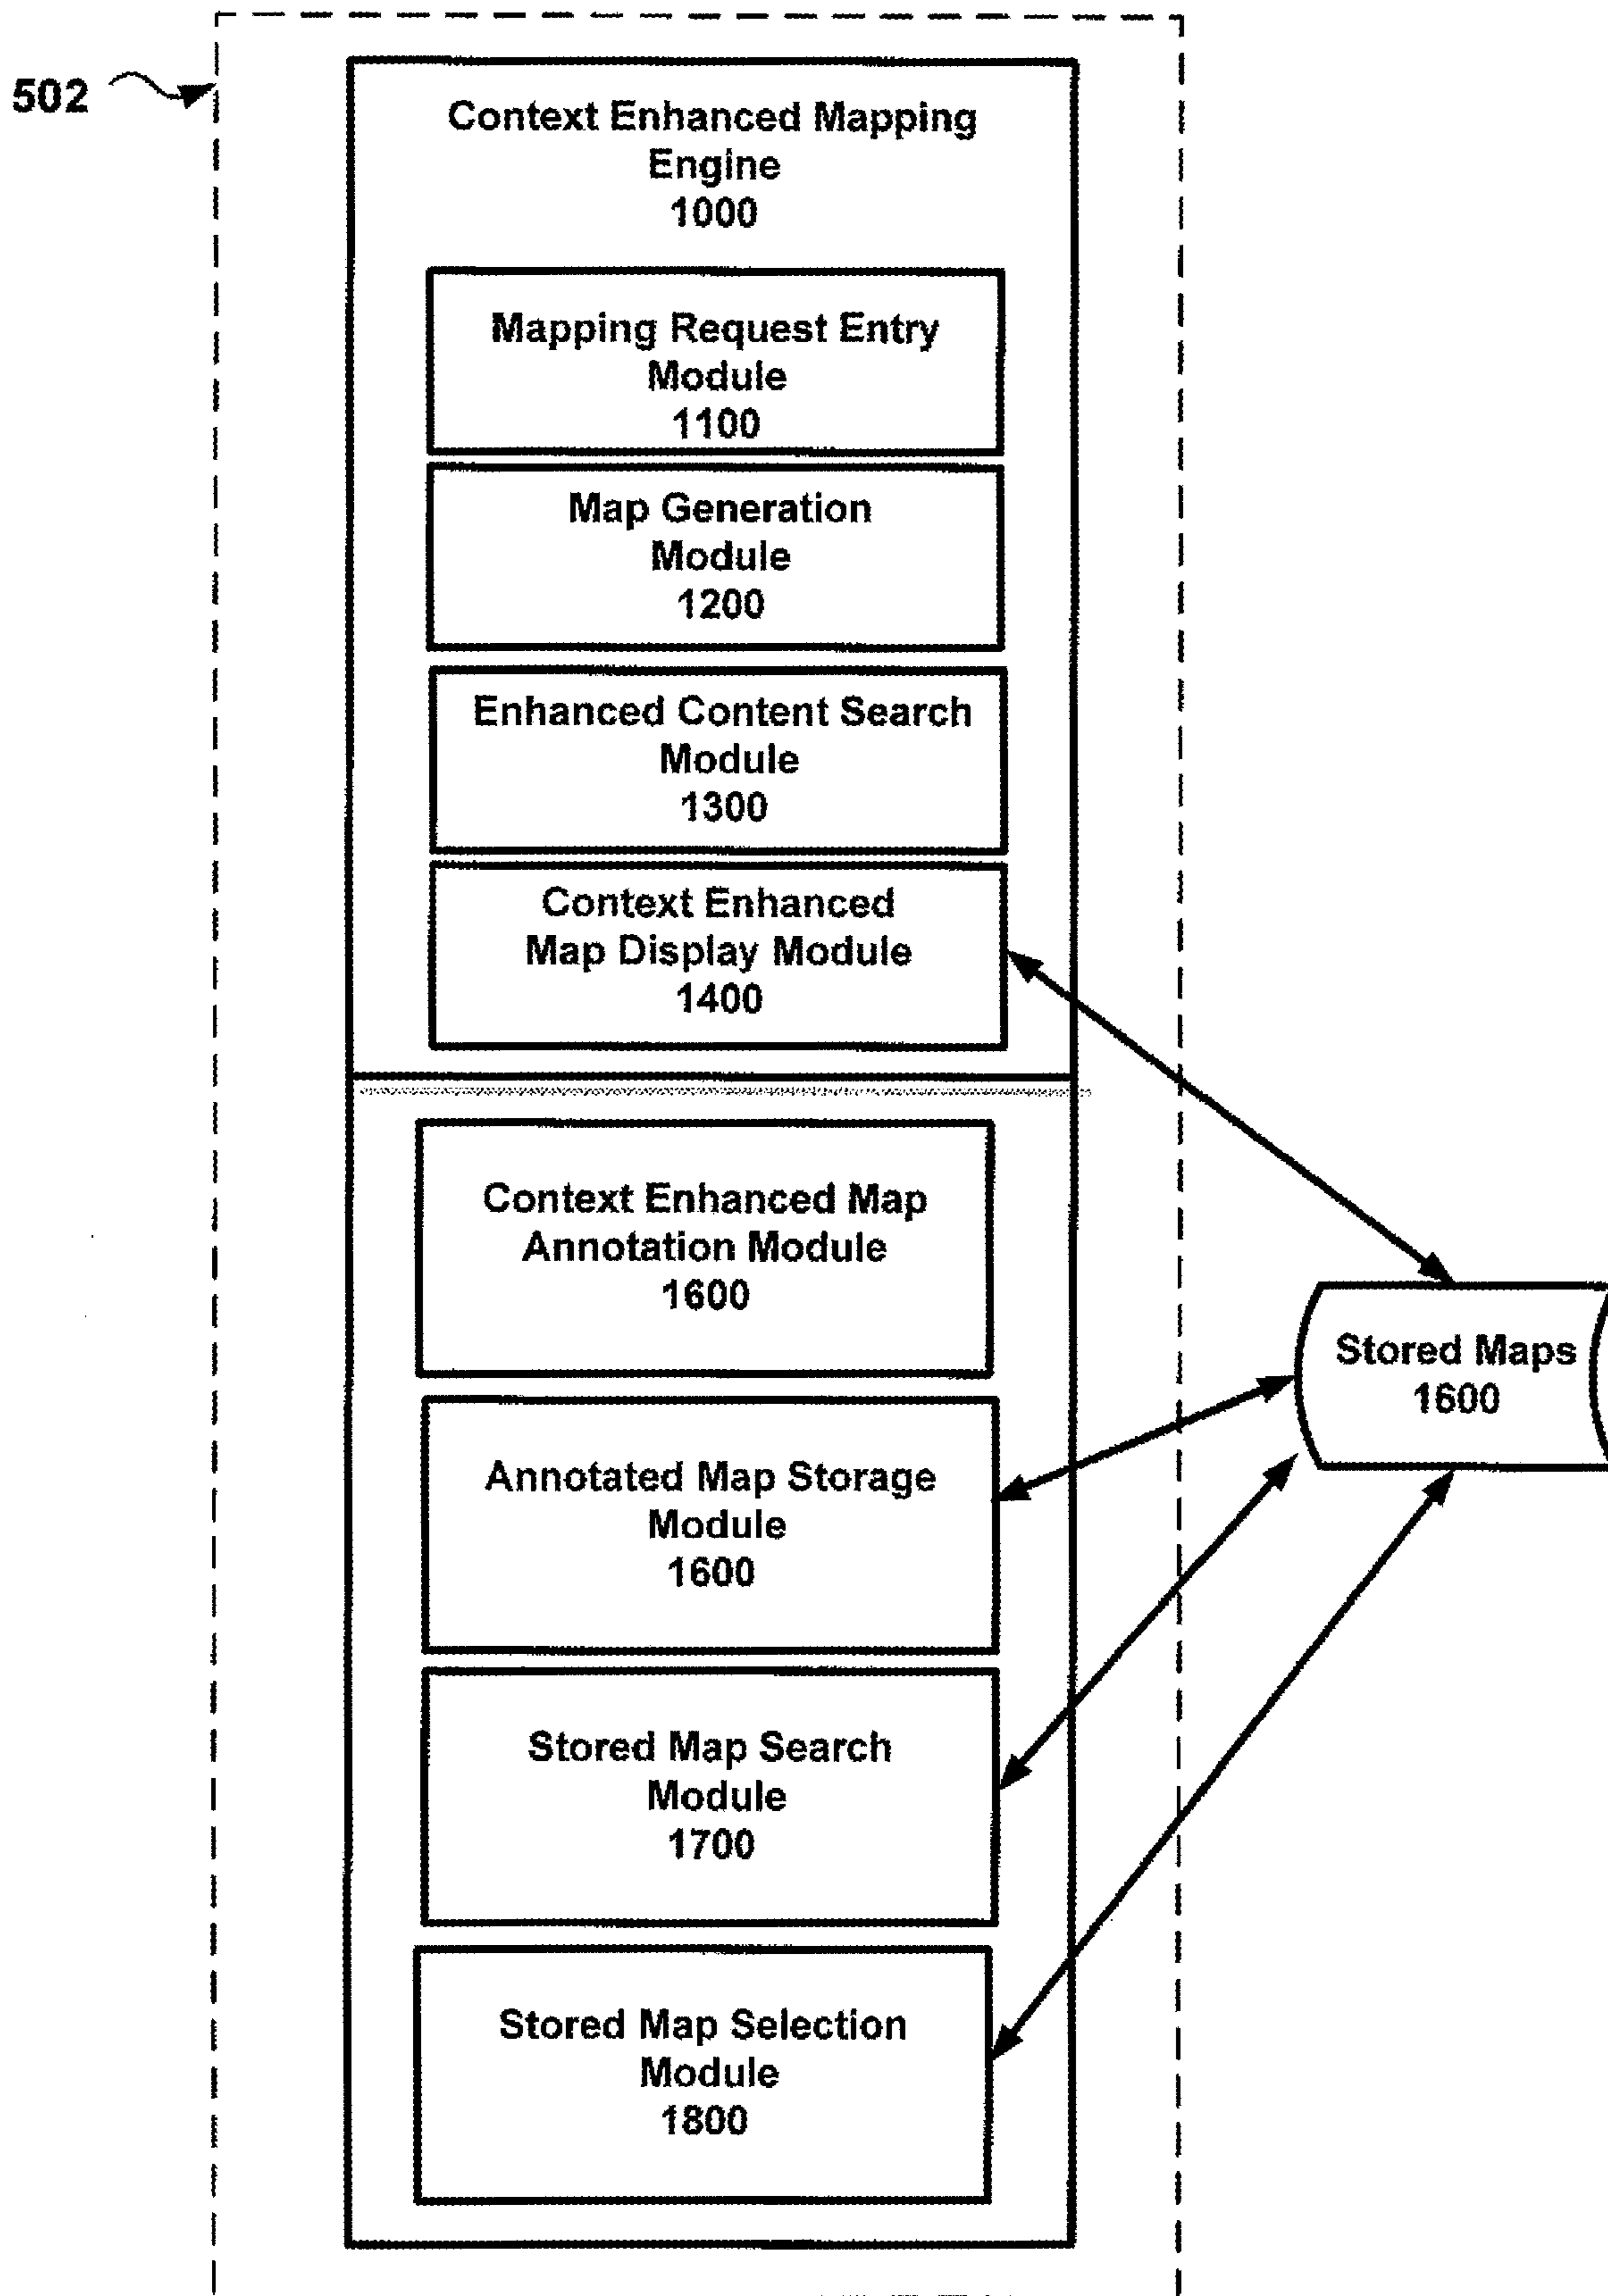 502
Context Enhanced Mapping
Engine
1000
Mapping Request Entry
Module
1100
Map Generation
Module
1200
Enhanced Content Search
Module
1300
Context Enhanced
Map Display Module
1400
Context Enhanced Map
Annotation Module
1600
Stored Maps
1600
Annotated Map Storage
Module
1600
Stored Map Search
Module
1700
Stored Map Selection
Module
1800